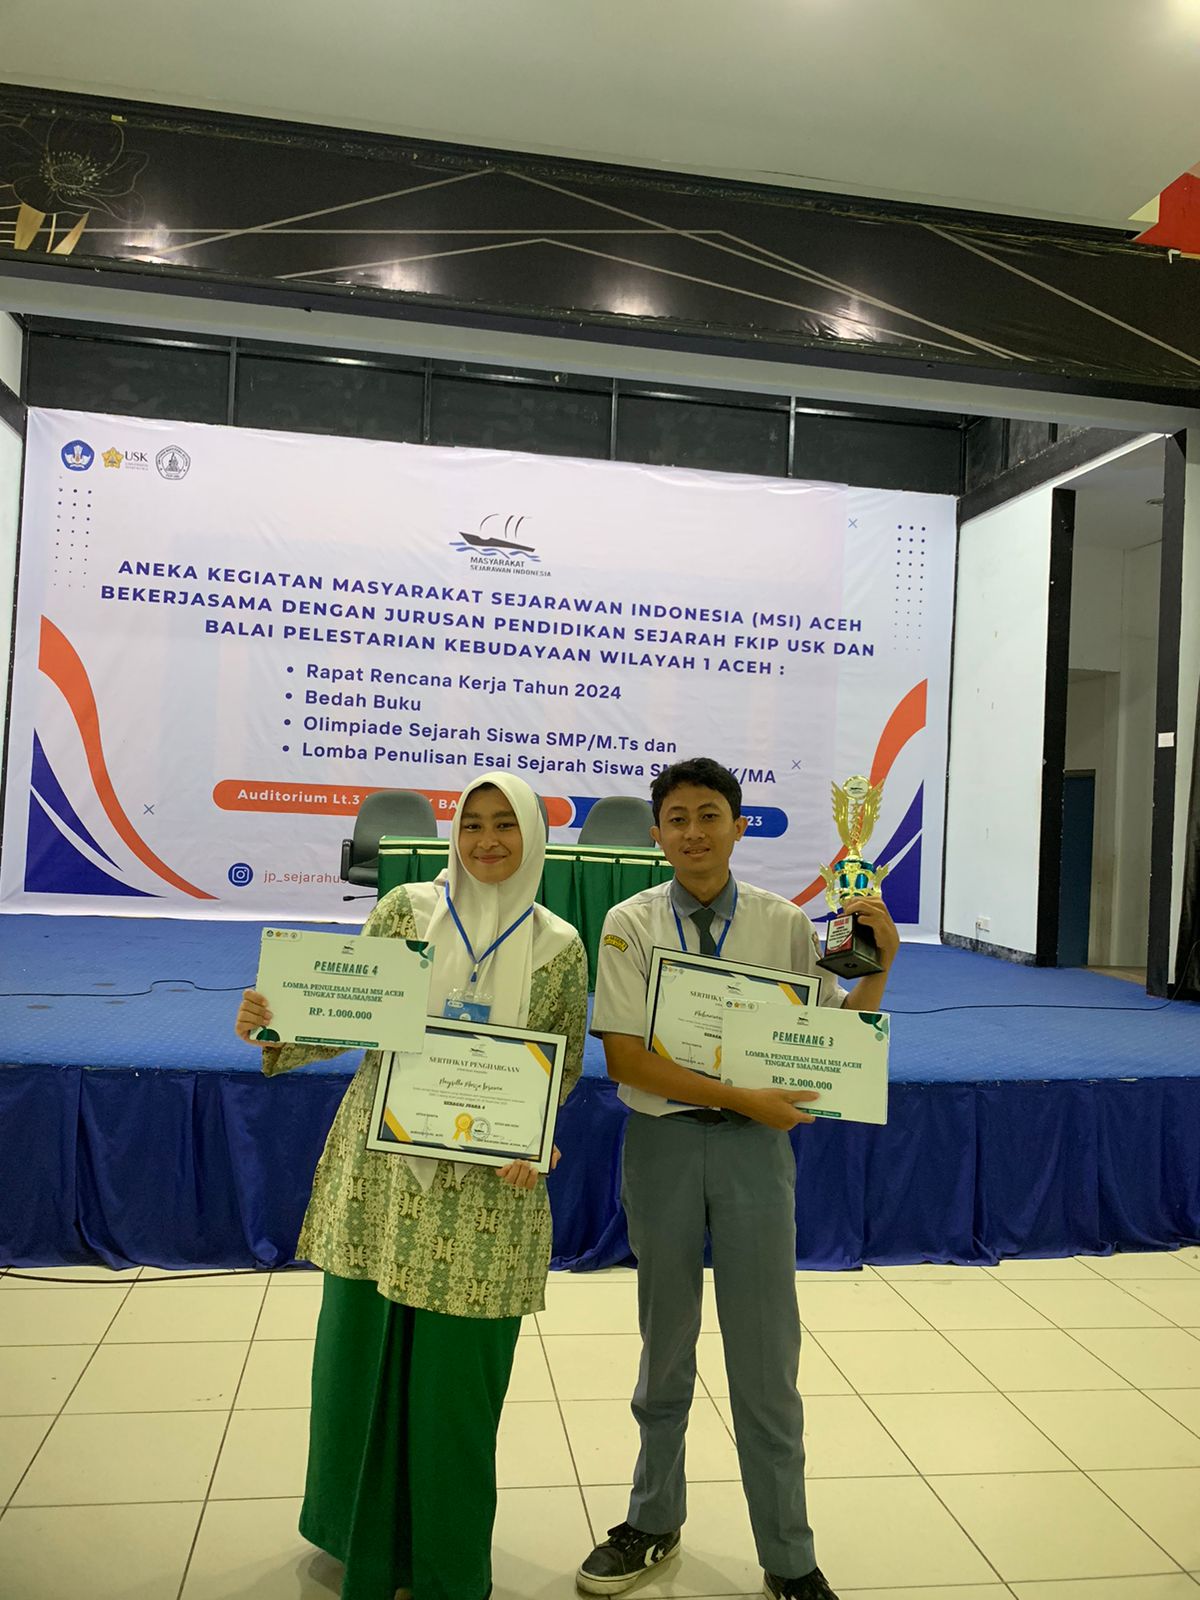 USK
MASYARAKAT
SEJARAWAN INDONESIA
ANEKA KEGIATAN MASYARAKAT SEJARAWAN INDONESIA (MSI) ACEH
BEKERJASAMA DENGAN JURUSAN PENDIDIKAN SEJARAH FKIP USK DAN
BALAI PELESTARIAN KEBUDAYAAN WILAYAH 1 ACEH :
• Rapat Rencana Kerja Tahun 2024
• Bedah Buku
• Olimpiade Sejarah Siswa SMP/M.Ts dan
• Lomba Penulisan Esai Sejarah Siswa /MA
Auditorium Lt.3
jp_sejarahus
PEMENANG 4
LOMBA PENULISAN ESAI MSI ACEH
TINGKAT SMA/MA/SMK
RP. 1.000.000
SERTIFIKAT PENGHARGAAN
SEBAGAI JUARA 4
PEMENANG 3
LOMBA PENULISAN ESAI MSI ACEH
TINGKAT SMA/MA/SMK
RP. 2.000.000